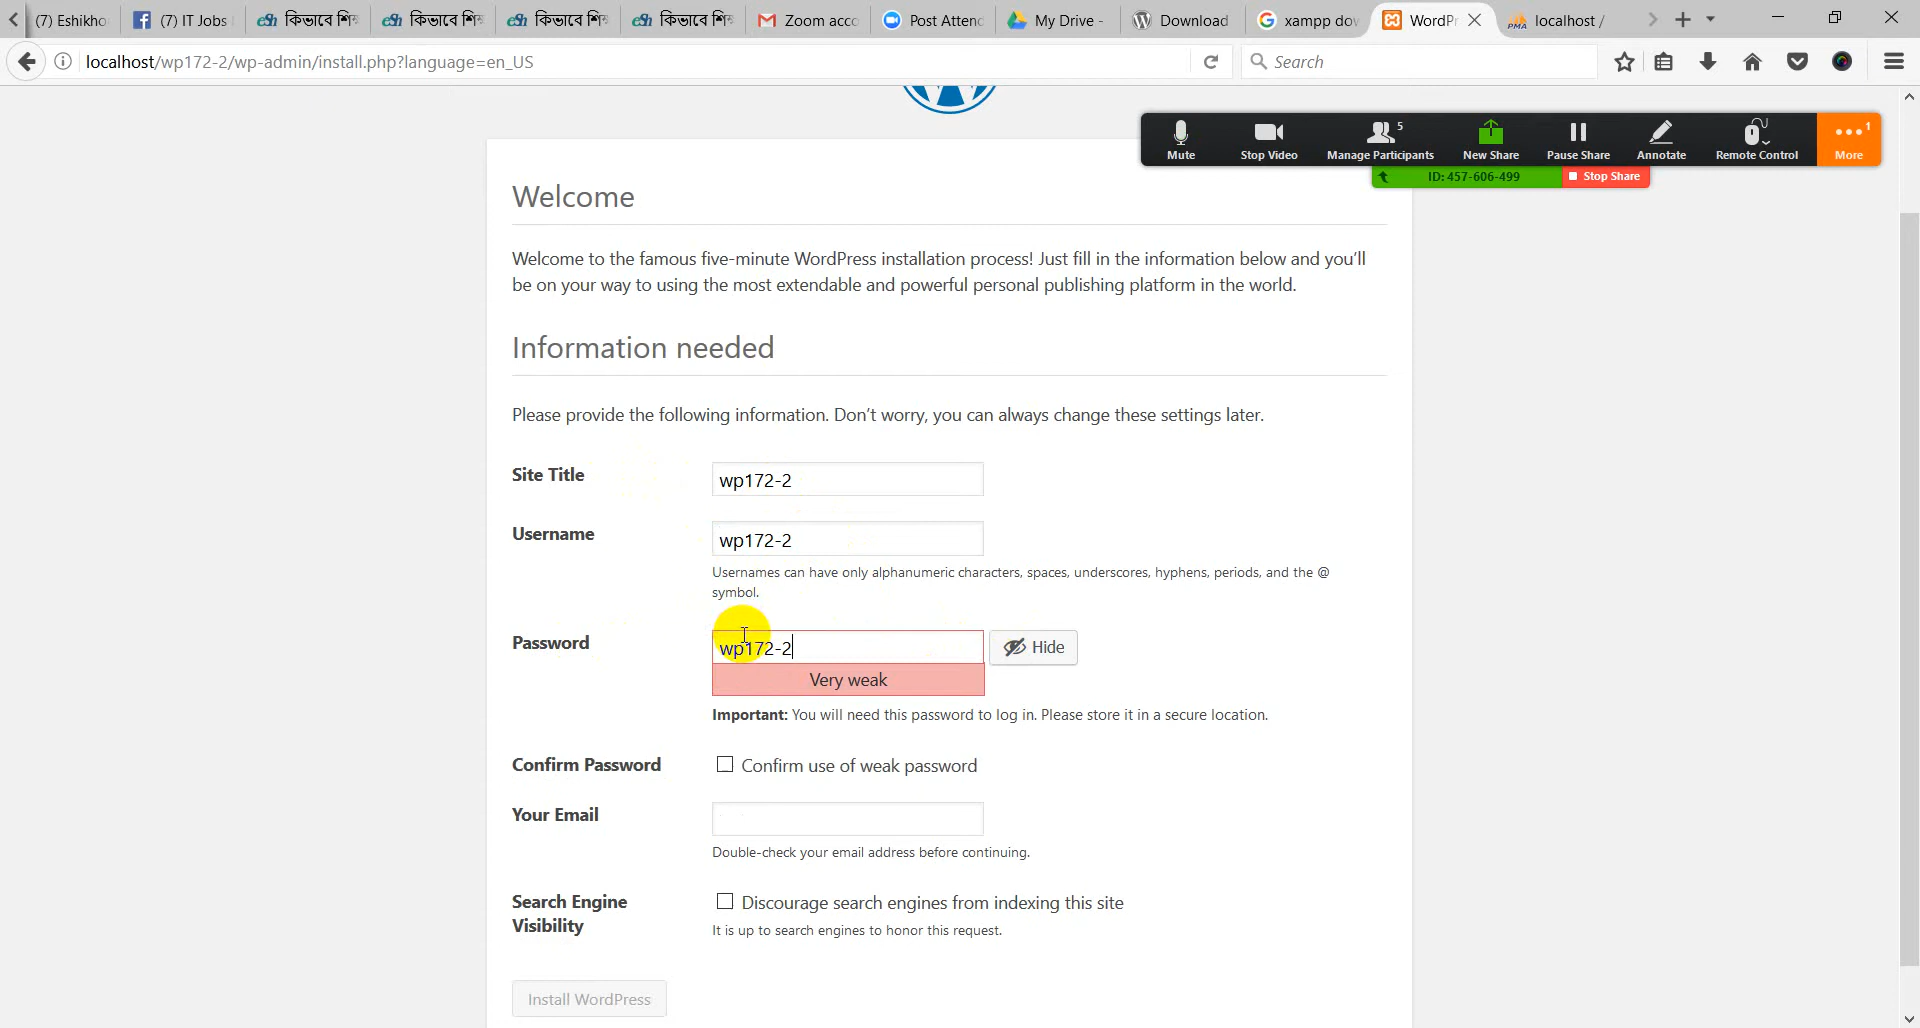 (7) Eshikho
(7) IT Jobs
কিভাবে শি
কিভাবে শি
কিভাবে শি
কিভাবে শি
Zoom acco
Post Attend
My Drive -
Download
xampp dov
WordPr
localhost /
localhost/wp172-2/wp-admin/install.php?language=en_US
Search
Mute
Stop Video
Manage Participants
5
New Share
Pause Share
Annotate
Remote Control
More
1
ID: 457-606-499
Stop Share
Welcome
Welcome to the famous five-minute WordPress installation process! Just fill in the information below and you’ll
be on your way to using the most extendable and powerful personal publishing platform in the world.
Information needed
Please provide the following information. Don’t worry, you can always change these settings later.
Site Title
wp172-2
Username
wp172-2
Usernames can have only alphanumeric characters, spaces, underscores, hyphens, periods, and the @
symbol.
Password
wp172-2
Hide
Very weak
Important: You will need this password to log in. Please store it in a secure location.
Confirm Password
Confirm use of weak password
Your Email
Double-check your email address before continuing.
Search Engine
Visibility
Discourage search engines from indexing this site
It is up to search engines to honor this request.
Install WordPress